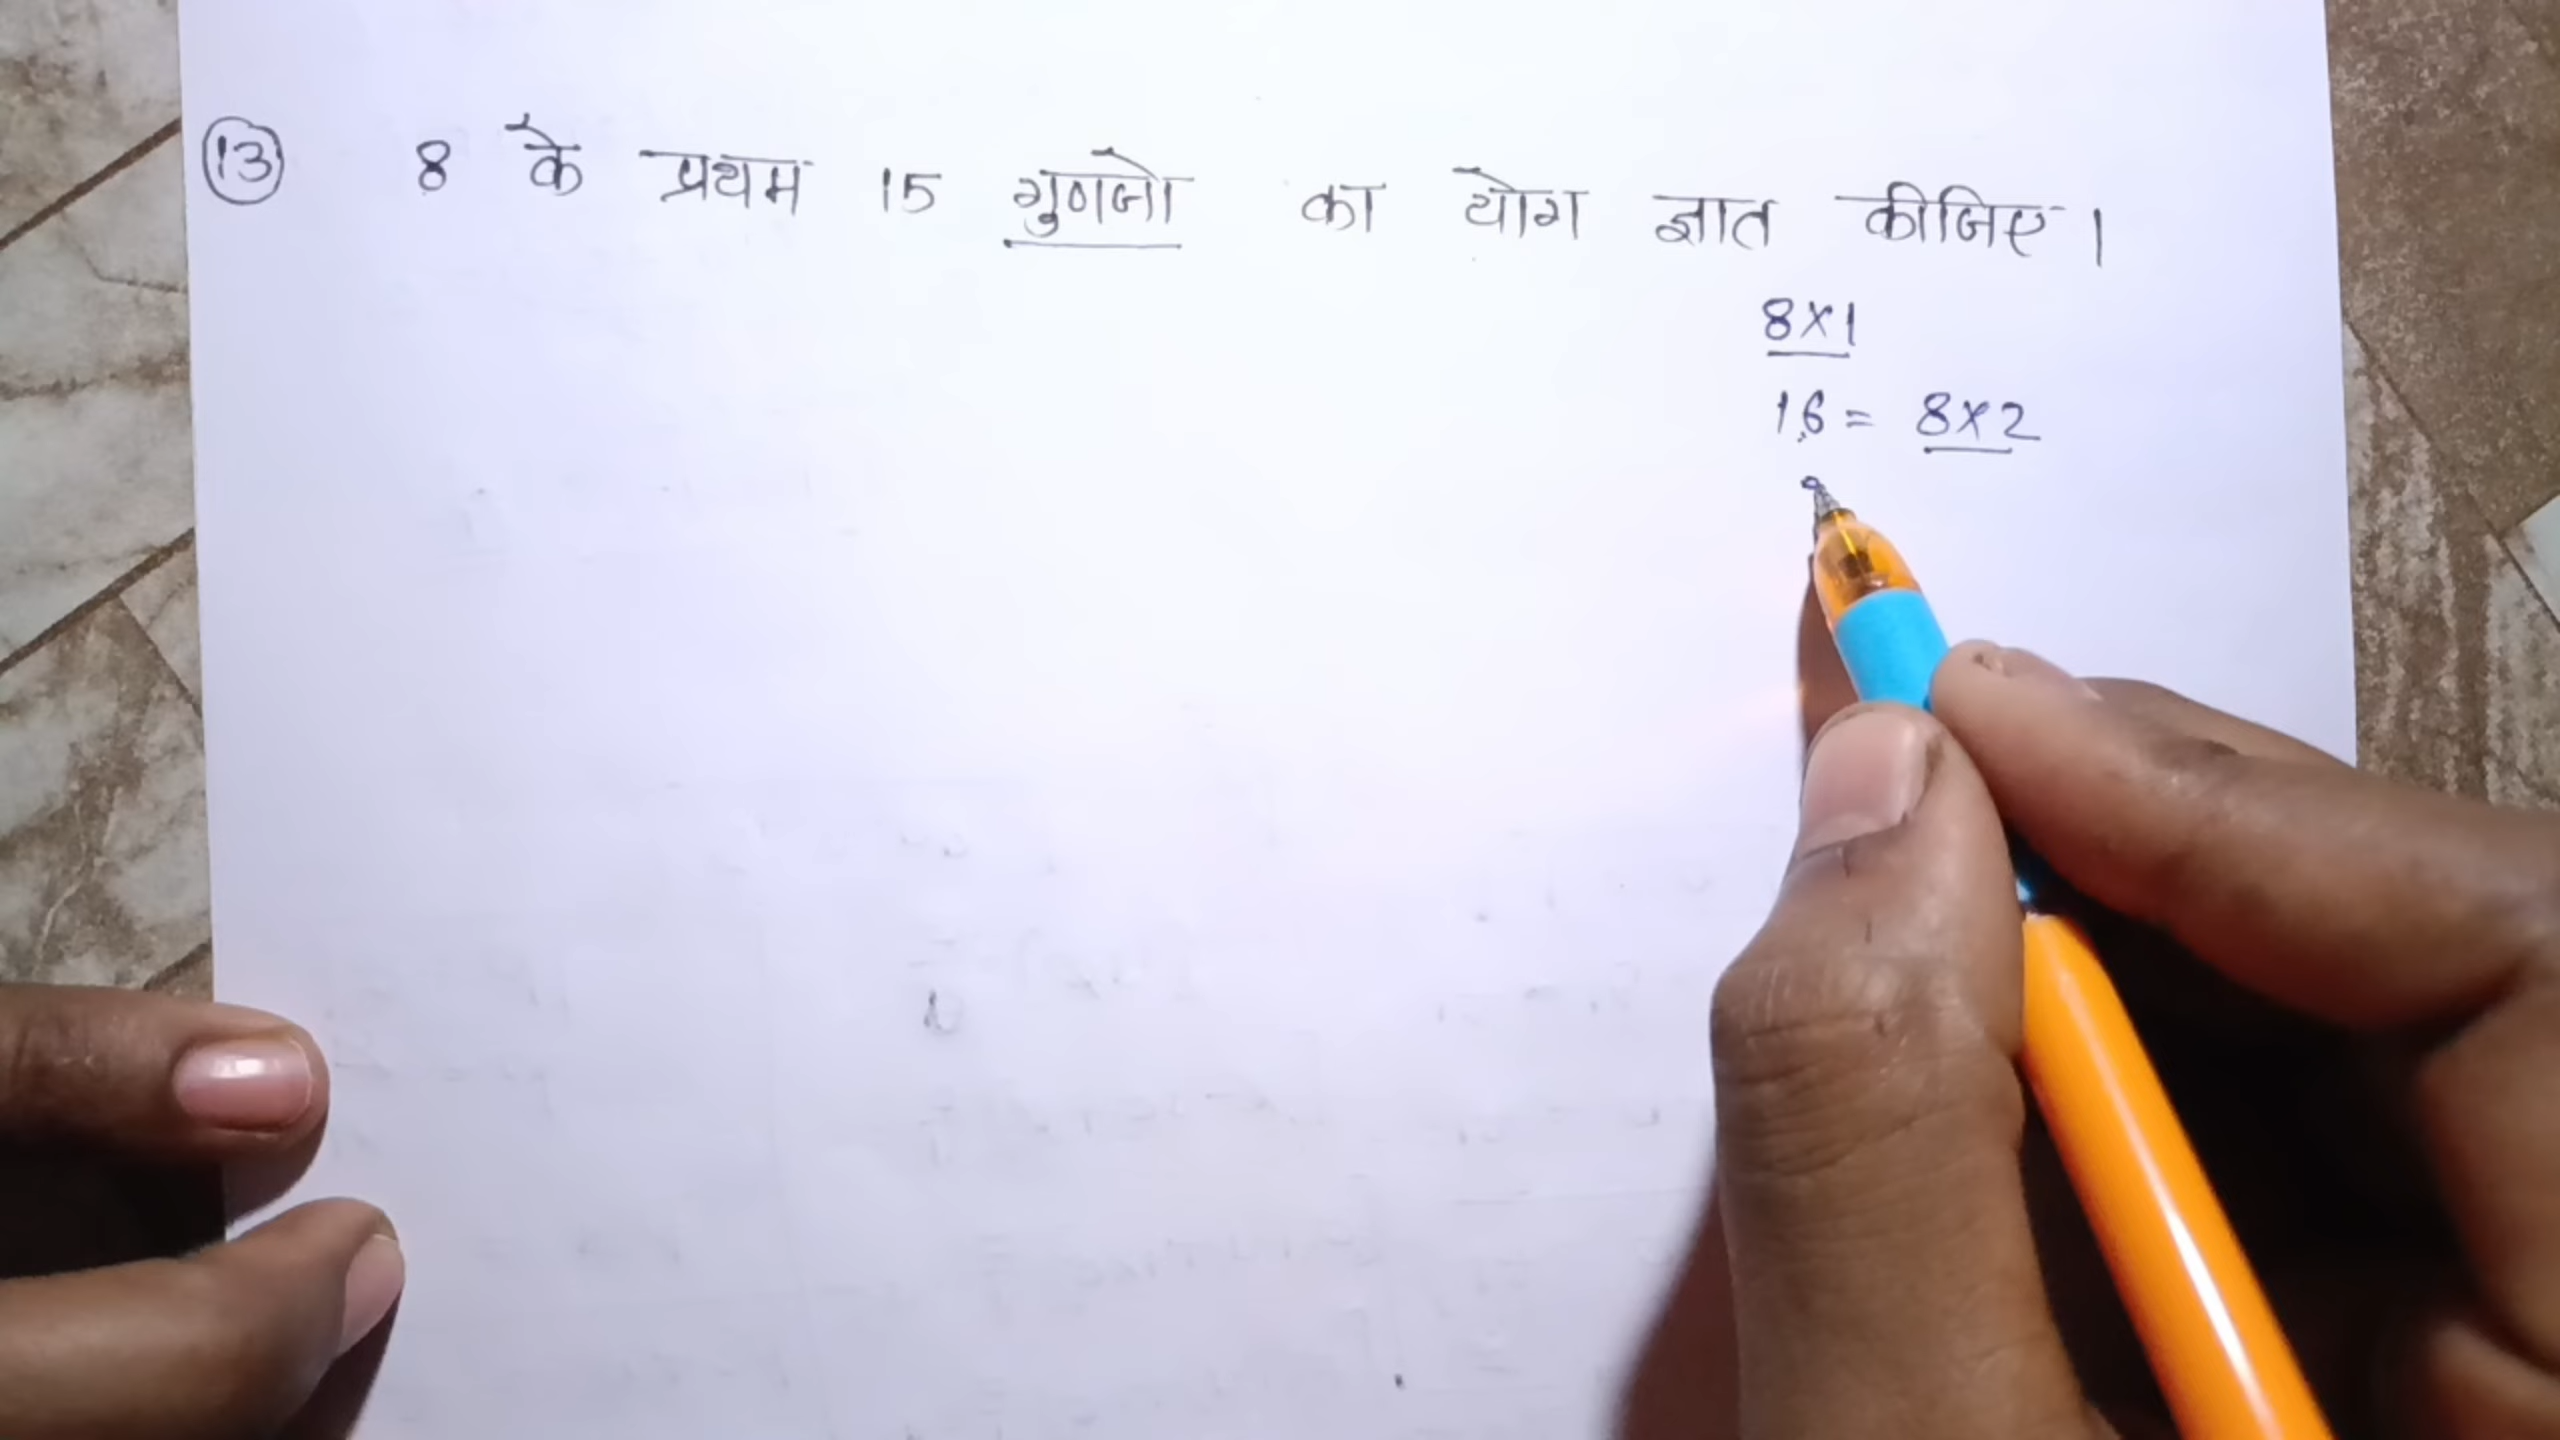 13 8 के प्रथम 15 गुणजो का योग ज्ञात कीजिए।
8×1
16 = 8×2